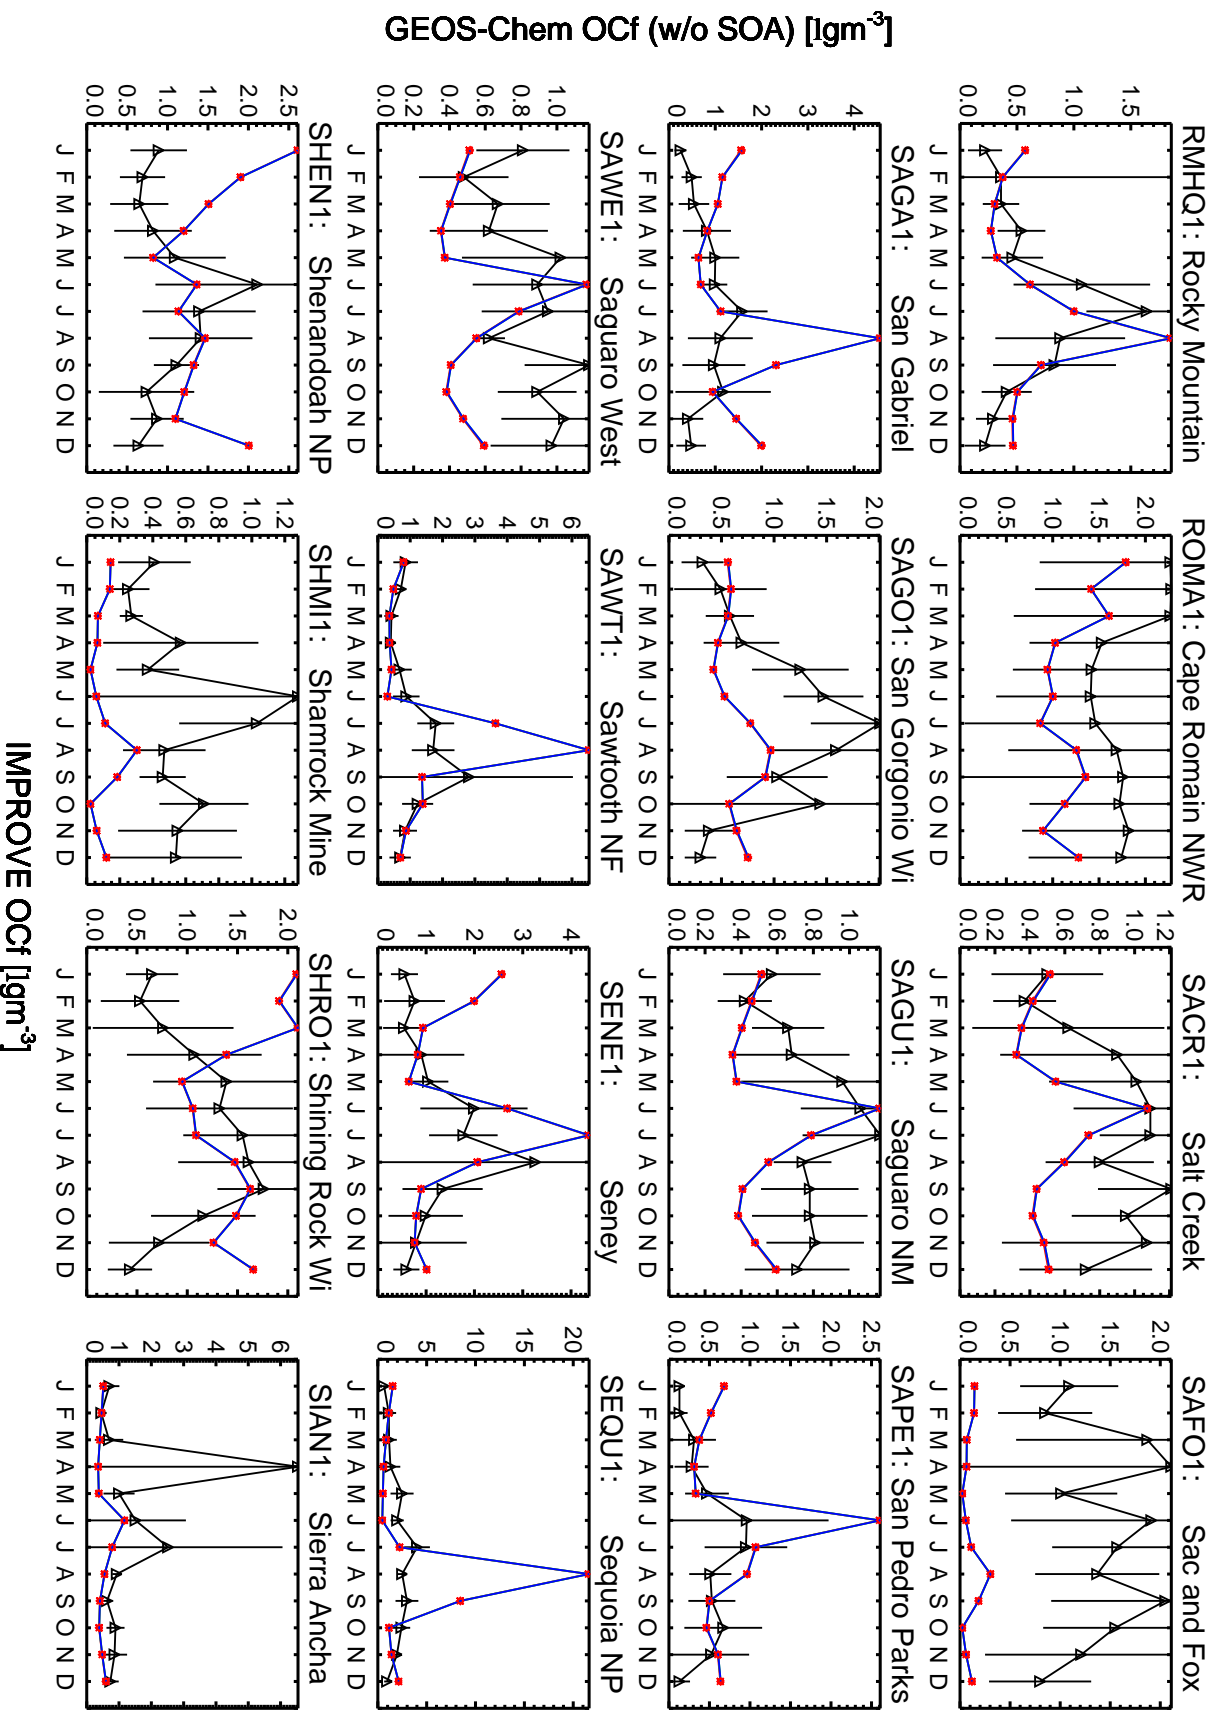 GEOS-Chem OCf (w/o SOA) [Igm-3]
RMHQ1: Rocky Mountain
0.0 0.5 1.0 1.5
J F M A M J J A S O N D
ROMA1: Cape Romain NWR
0.0 0.5 1.0 1.5 2.0
J F M A M J J A S O N D
SACR1: Salt Creek
0.0 0.2 0.4 0.6 0.8 1.0 1.2
J F M A M J J A S O N D
SAFO1: Sac and Fox
0.0 0.5 1.0 1.5 2.0
J F M A M J J A S O N D
SAGA1: San Gabriel
0 1 2 3 4
J F M A M J J A S O N D
SAGO1: San Gorgonio Wi
0.0 0.5 1.0 1.5 2.0
J F M A M J J A S O N D
SAGU1: Saguaro NM
0.0 0.2 0.4 0.6 0.8 1.0
J F M A M J J A S O N D
SAPE1: San Pedro Parks
0.0 0.5 1.0 1.5 2.0 2.5
J F M A M J J A S O N D
SAWE1: Saguaro West
0.0 0.2 0.4 0.6 0.8 1.0
J F M A M J J A S O N D
SAWT1: Sawtooth NF
0 1 2 3 4 5 6
J F M A M J J A S O N D
SENE1: Seney
0 1 2 3 4
J F M A M J J A S O N D
SEQU1: Sequoia NP
0 5 10 15 20
J F M A M J J A S O N D
SHEN1: Shenandoah NP
0.0 0.5 1.0 1.5 2.0 2.5
J F M A M J J A S O N D
SHMI1: Shamrock Mine
0.0 0.2 0.4 0.6 0.8 1.0 1.2
J F M A M J J A S O N D
SHRO1: Shining Rock Wi
0.0 0.5 1.0 1.5 2.0
J F M A M J J A S O N D
SIAN1: Sierra Ancha
0 1 2 3 4 5 6
J F M A M J J A S O N D
IMPROVE OCf [Igm-3]